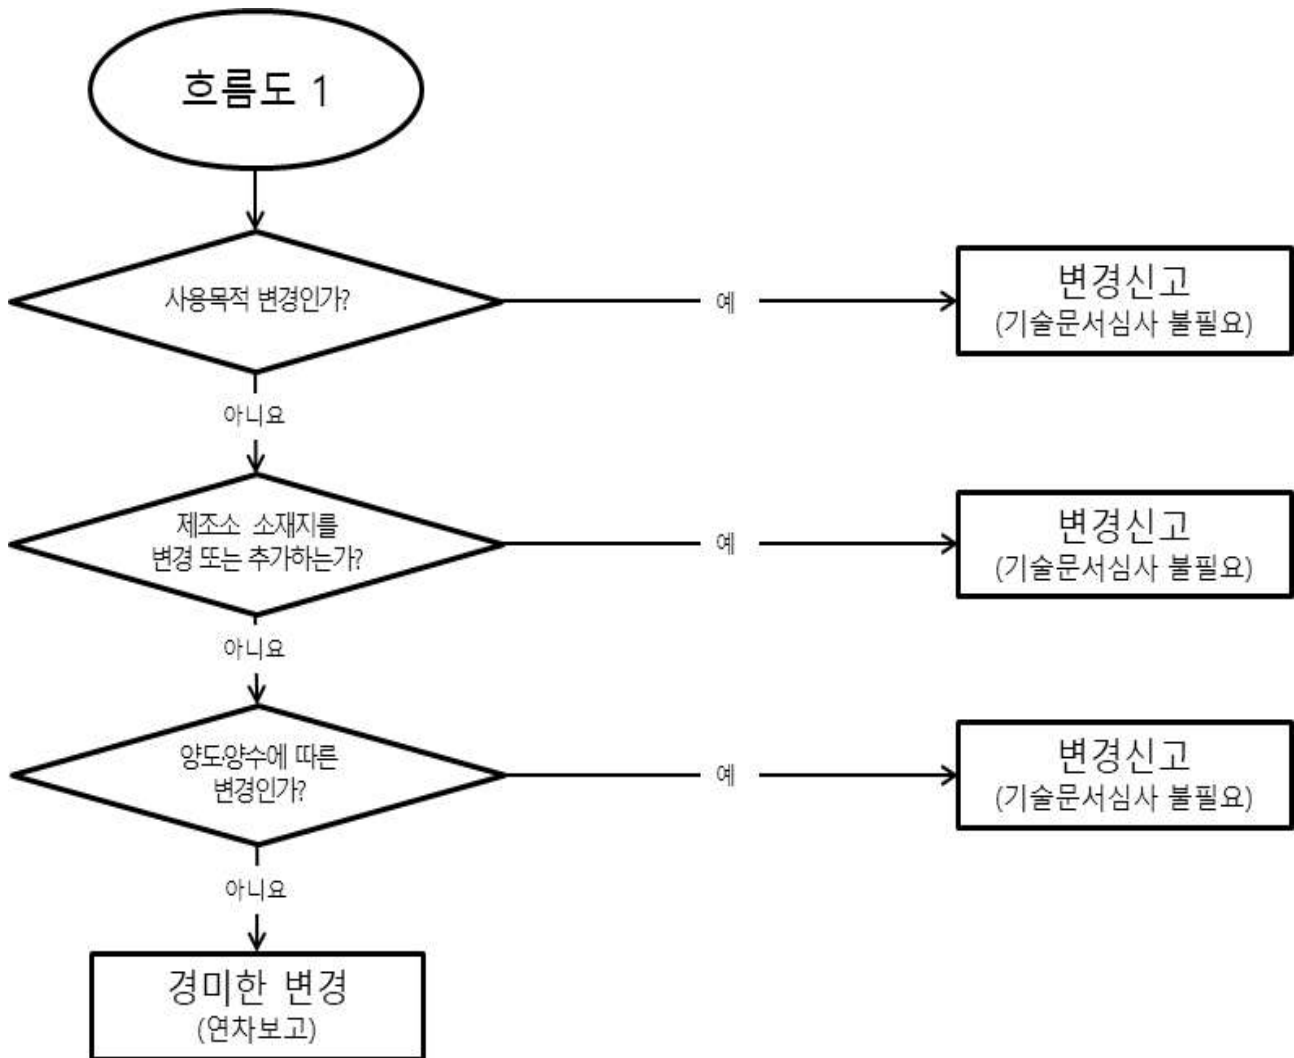 흐름도 1
사용목적 변경인가?
예
변경신고
(기술문서심사 불필요)
아니요
제조소 소재지를
변경 또는 추가하는가?
예
변경신고
(기술문서심사 불필요)
아니요
양도·양수에 따른
변경인가?
예
변경신고
(기술문서심사 불필요)
아니요
경미한 변경
(연차보고)